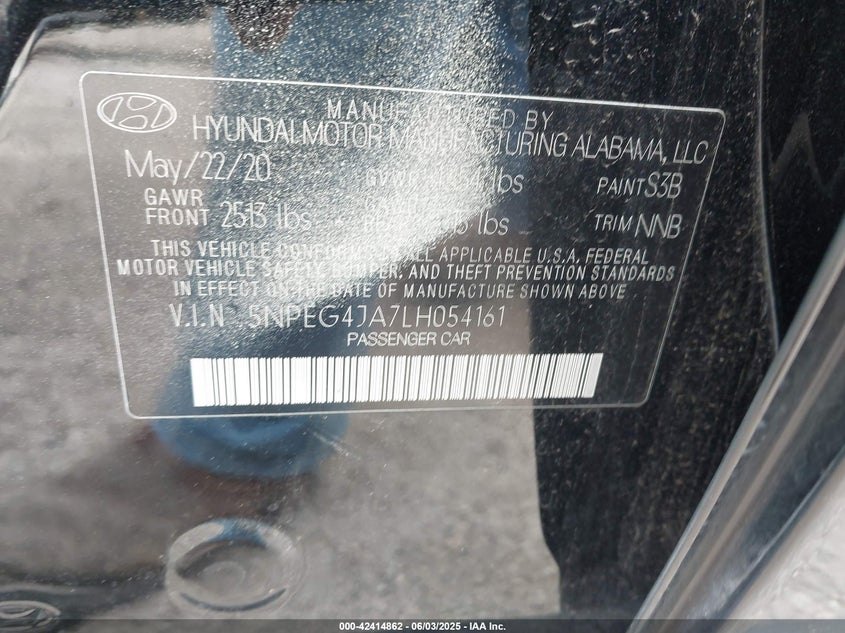 MANUFACTURED BY
HYUNDAI MOTOR MANUFACTURING ALABAMA, LLC
May/22/20 lbs PAINT S3B
GAWR
FRONT 2513 lbs lbs TRIM NNB
THIS VEHICLE CONFORMS TO ALL APPLICABLE U.S.A. FEDERAL
MOTOR VEHICLE SAFETY, BUMPER, AND THEFT PREVENTION STANDARDS
IN EFFECT ON THE DATE OF MANUFACTURE SHOWN ABOVE
V.I.N : 5NPEG4JA7LH054161
PASSENGER CAR
000-42414862 - 06/03/2025 - IAA Inc.